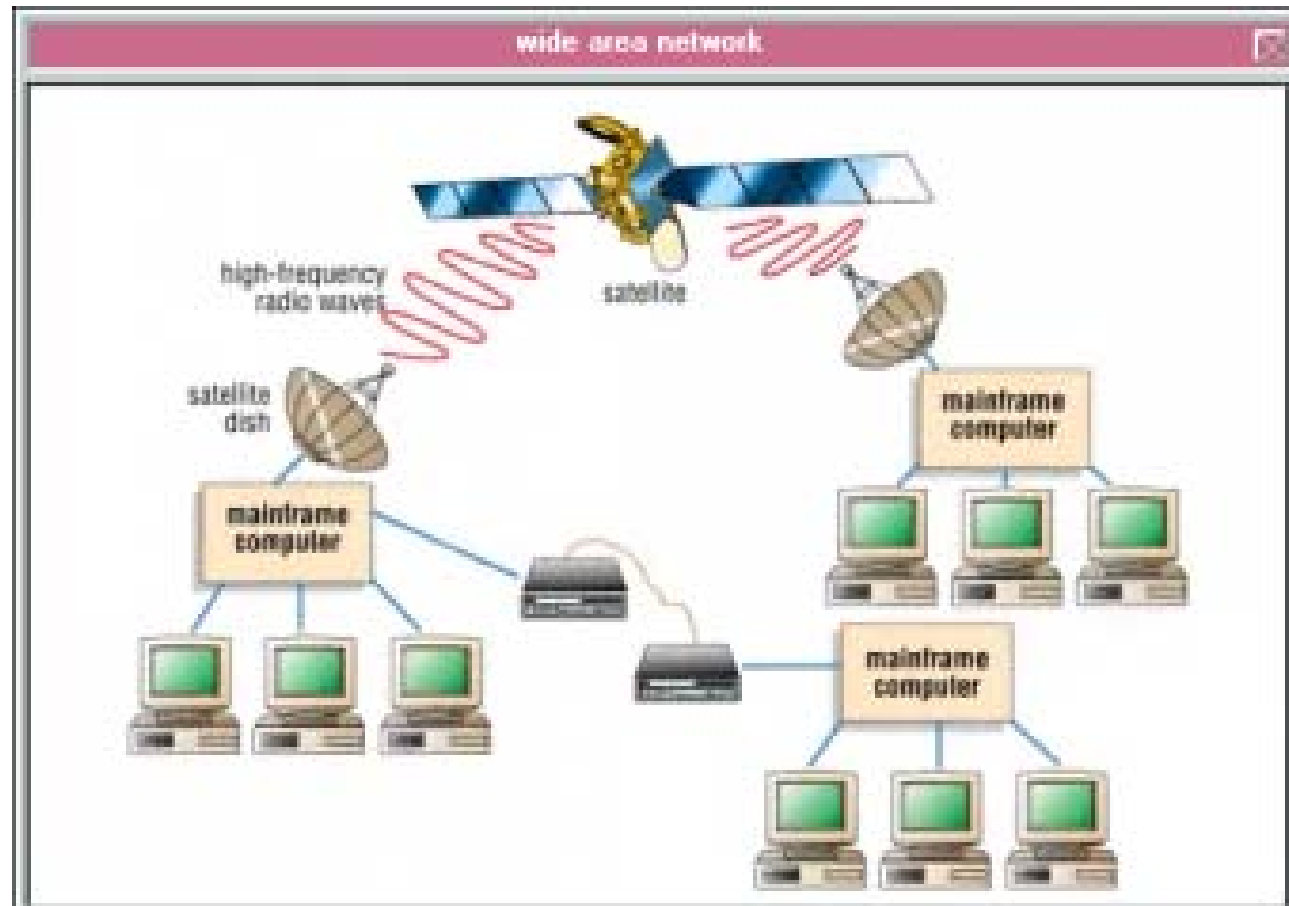 wide area network
high-frequency
radio waves
satellite
satellite
dish
mainframe
computer
mainframe
computer
mainframe
computer